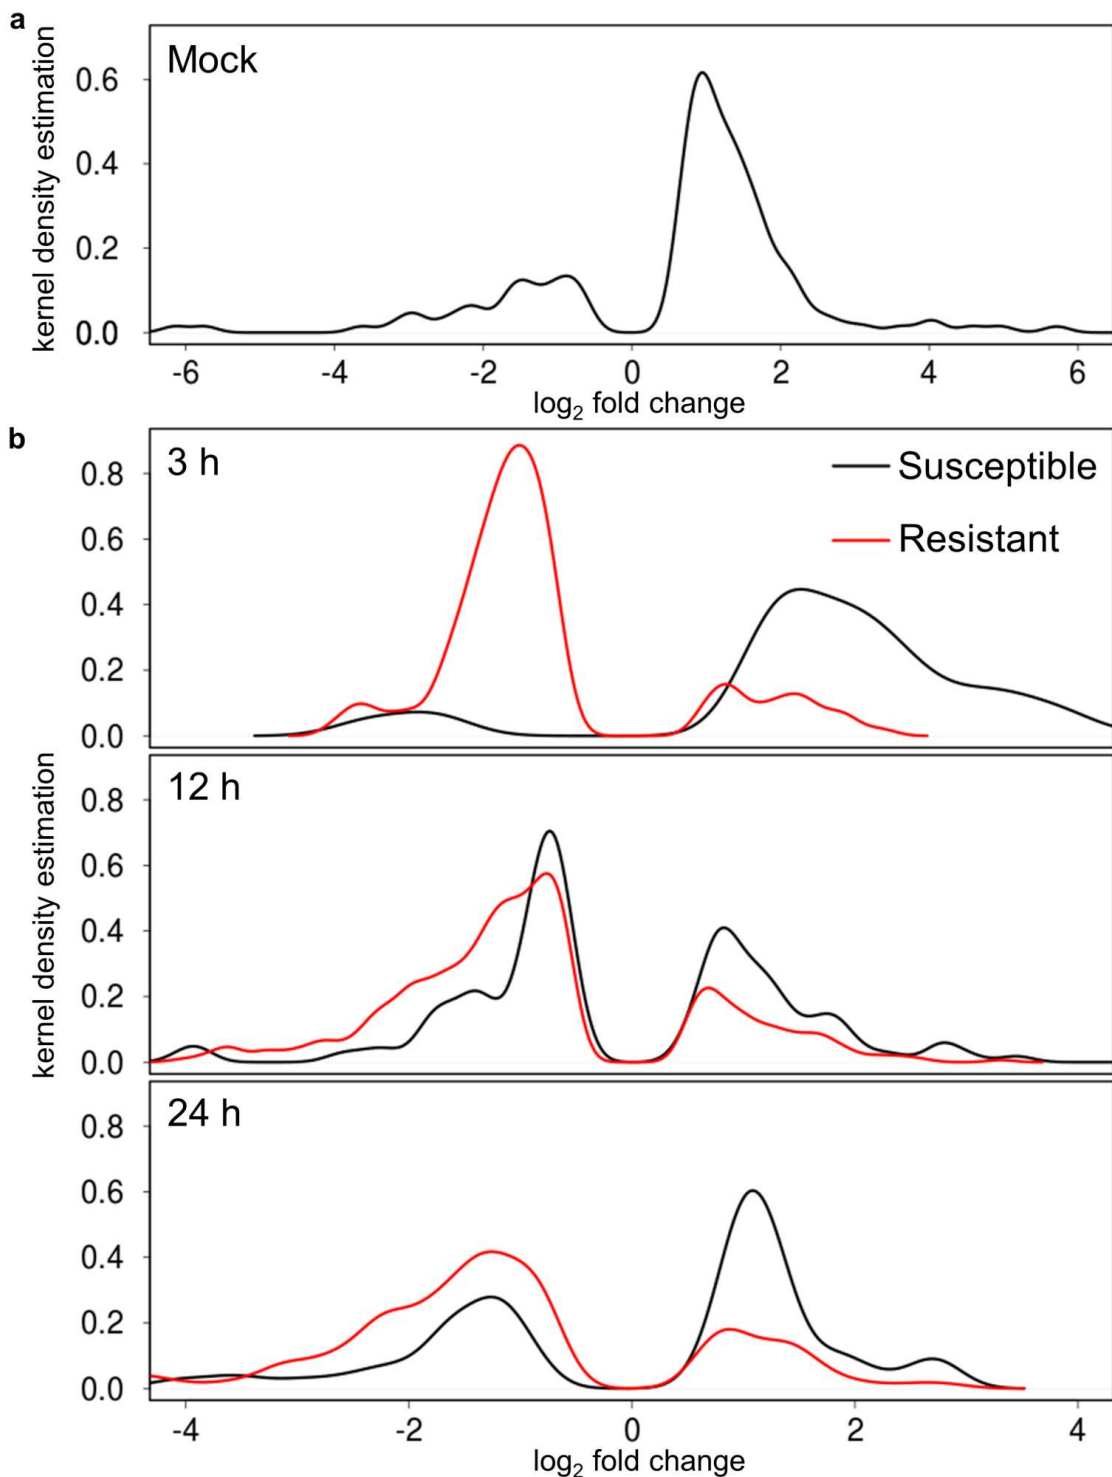 a
Mock
kernel density estimation
0.6
0.4
0.2
0.0
-6 -4 -2 0 2 4 6
log2 fold change
b
3 h
Susceptible
Resistant
0.8
0.6
0.4
0.2
0.0
12 h
kernel density estimation
0.8
0.6
0.4
0.2
0.0
24 h
0.8
0.6
0.4
0.2
0.0
-4 -2 0 2 4
log2 fold change